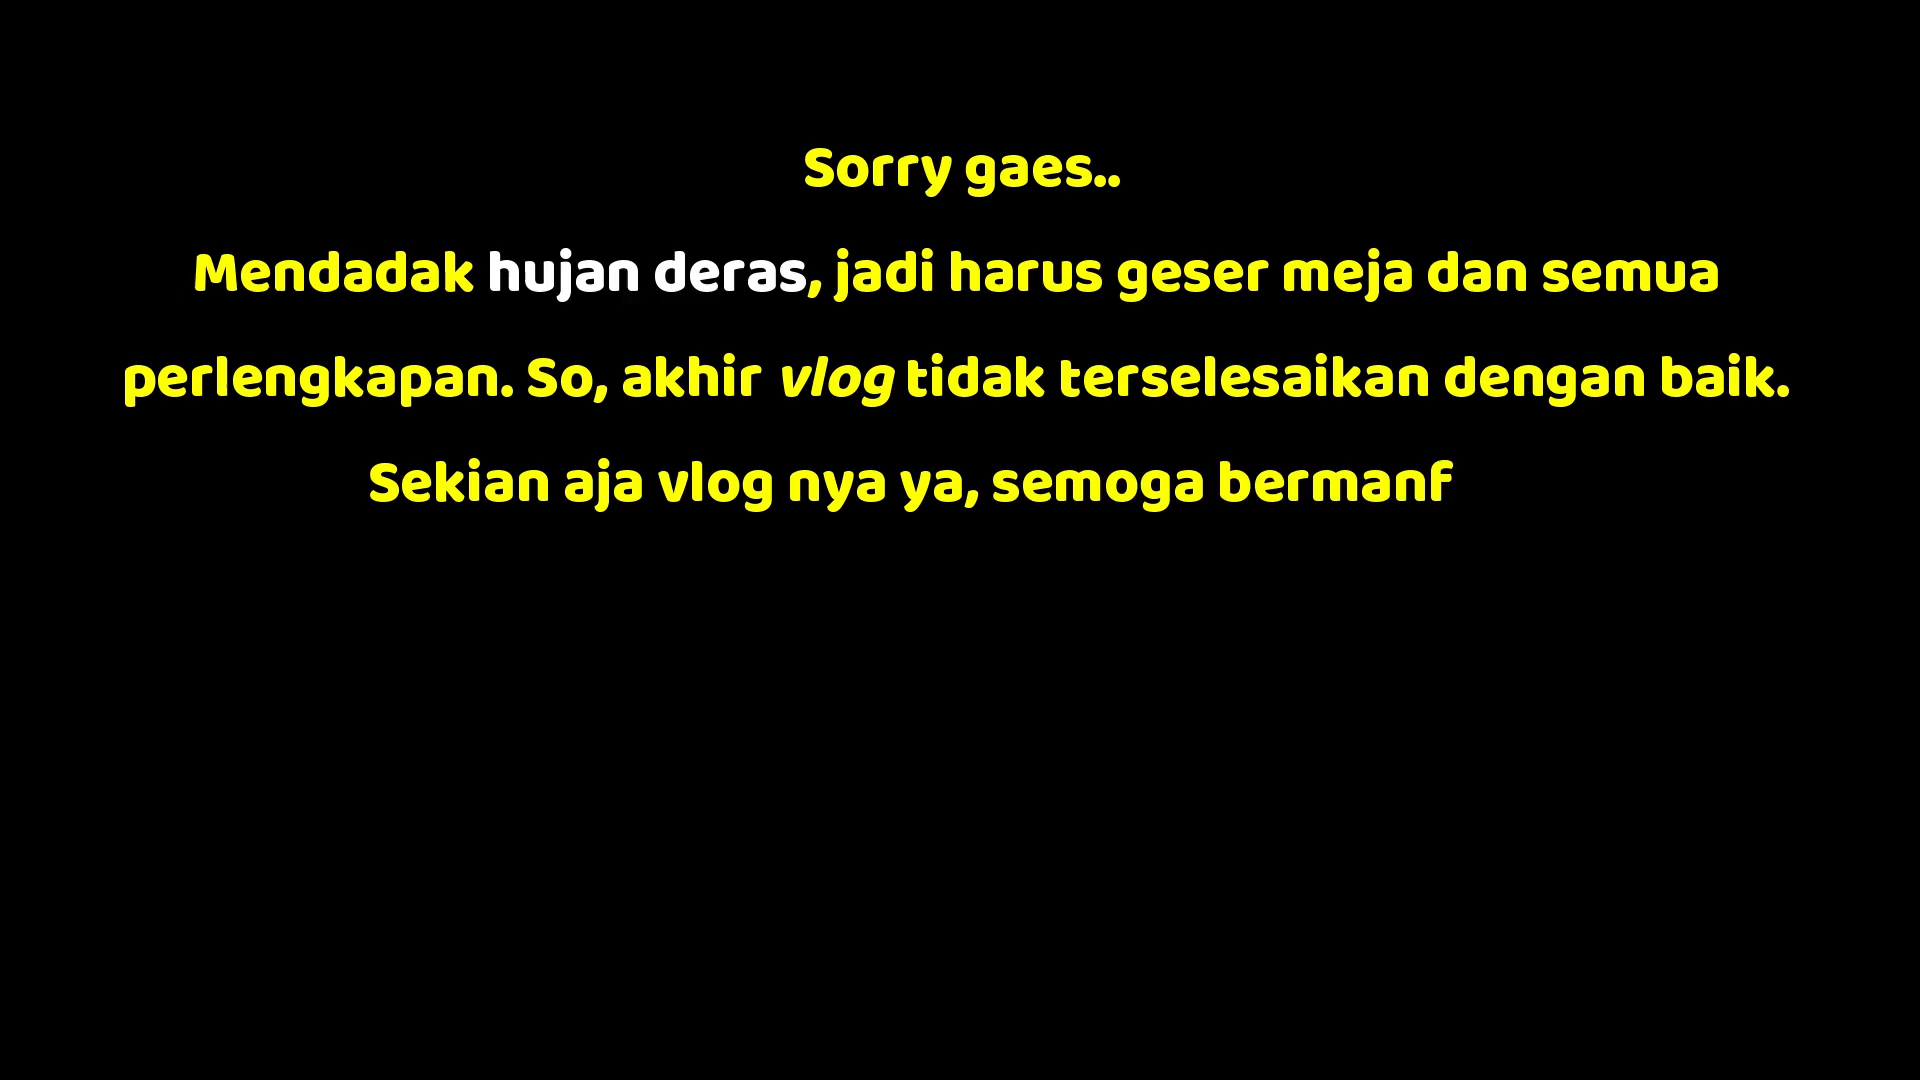 Sorry gaes..
Mendadak hujan deras, jadi harus geser meja dan semua
perlengkapan. So, akhir vlog tidak terselesaikan dengan baik.
Sekian aja vlog nya ya, semoga bermanf